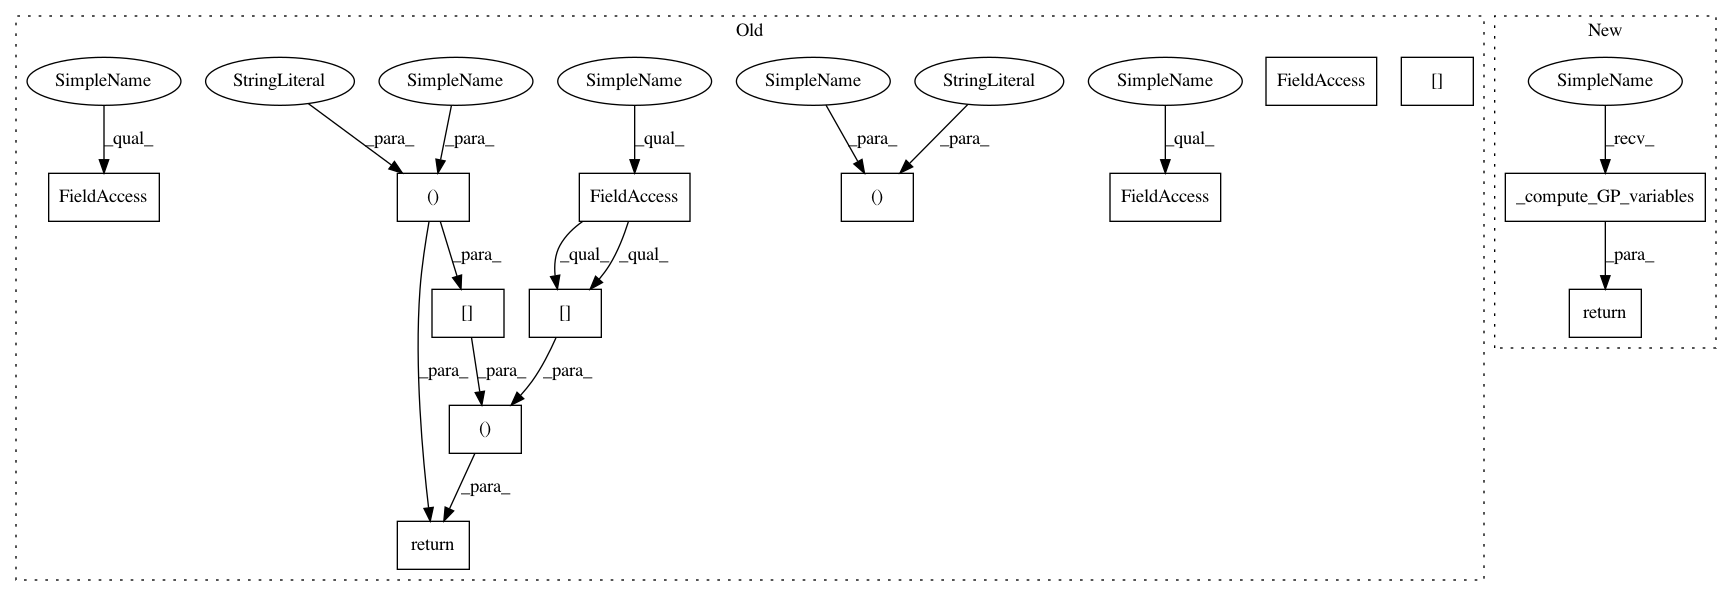 Old
New
SimpleName
StringLiteral
SimpleName
SimpleName
SimpleName
StringLiteral
SimpleName
FieldAccess
[]
SimpleName
_qual_
_para_
_para_
_qual_
_para_
_para_
_qual_
_recv_
FieldAccess
()
FieldAccess
()
FieldAccess
_compute_GP_variables
_para_
_qual_
_qual_
_para_
[]
[]
return
_para_
_para_
_para_
()
_para_
return